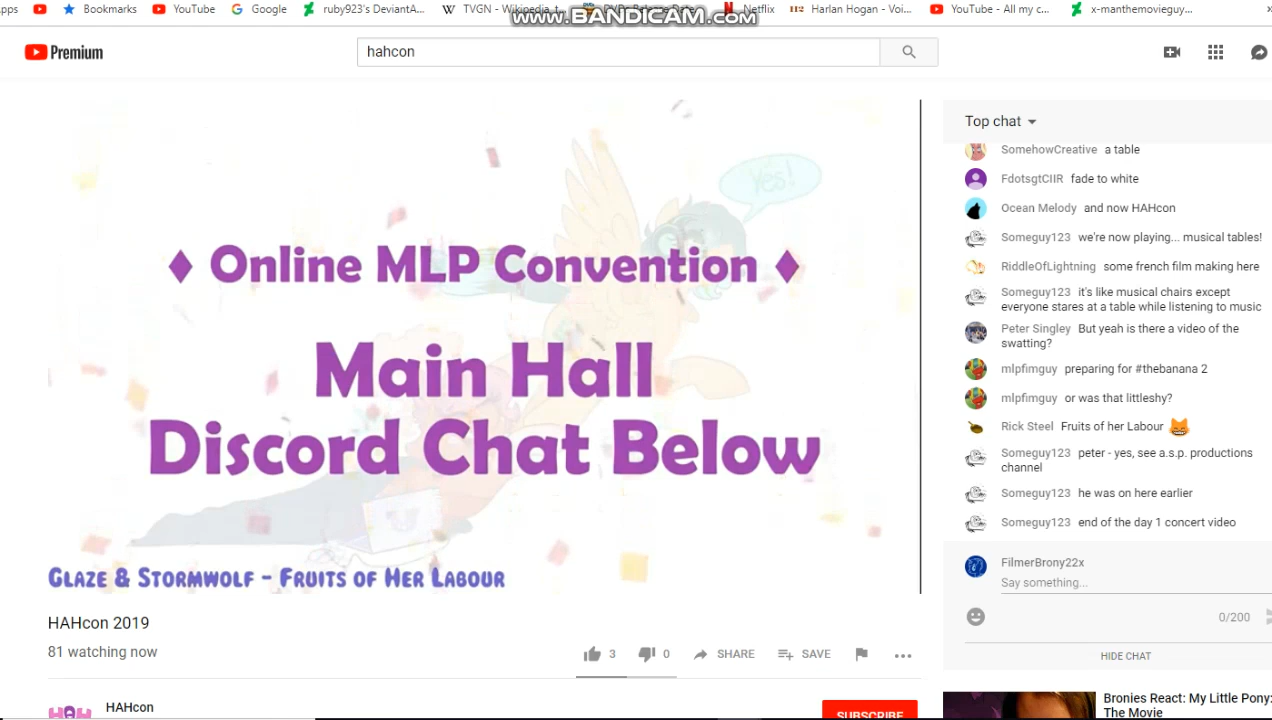 pps
Bookmarks
YouTube
Google
ruby923's DeviantA...
TVGN - Wikipedia, t...
Netflix
Harlan Hogan - Voi...
YouTube - All my c...
x-manthemovieguy...
www.BANDICAM.com
Premium
hahcon
yes!
♦ Online MLP Convention ♦
Main Hall
Discord Chat Below
Glaze & Stormwolf - Fruits of Her Labour
HAHcon 2019
81 watching now
3
0
SHARE
SAVE
HAHcon
SUBSCRIBE
Top chat
SomehowCreative a table
FdotsgtCIIR fade to white
Ocean Melody and now HAHcon
Someguy123 we're now playing... musical tables!
RiddleOfLightning some french film making here
Someguy123 it's like musical chairs except
everyone stares at a table while listening to music
Peter Singley But yeah is there a video of the
swatting?
mlpfimguy preparing for #thebanana 2
mlpfimguy or was that littleshy?
Rick Steel Fruits of her Labour
Someguy123 peter - yes, see a.s.p. productions
channel
Someguy123 he was on here earlier
Someguy123 end of the day 1 concert video
FilmerBrony22x
Say something...
0/200
HIDE CHAT
Bronies React: My Little Pony:
The Movie